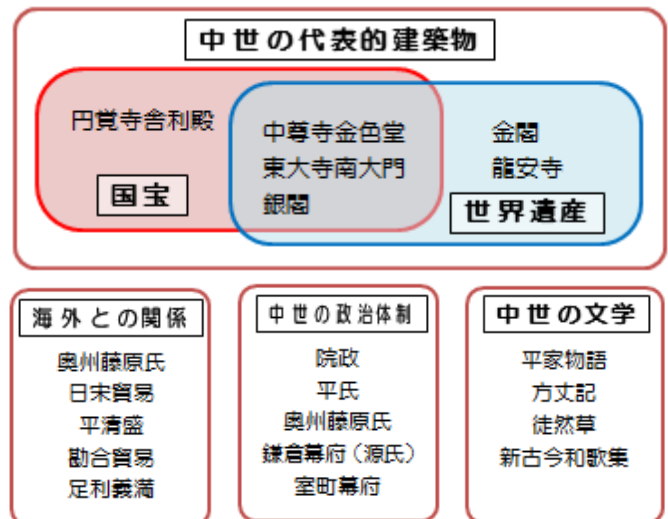 中世の代表的建築物
円覚寺舎利殿
国宝
中尊寺金色堂
東大寺南大門
銀閣
金閣
龍安寺
世界遺産
海外との関係
奥州藤原氏
日宋貿易
平清盛
勘合貿易
足利義満
中世の政治体制
院政
平氏
奥州藤原氏
鎌倉幕府（源氏）
室町幕府
中世の文学
平家物語
方丈記
徒然草
新古今和歌集